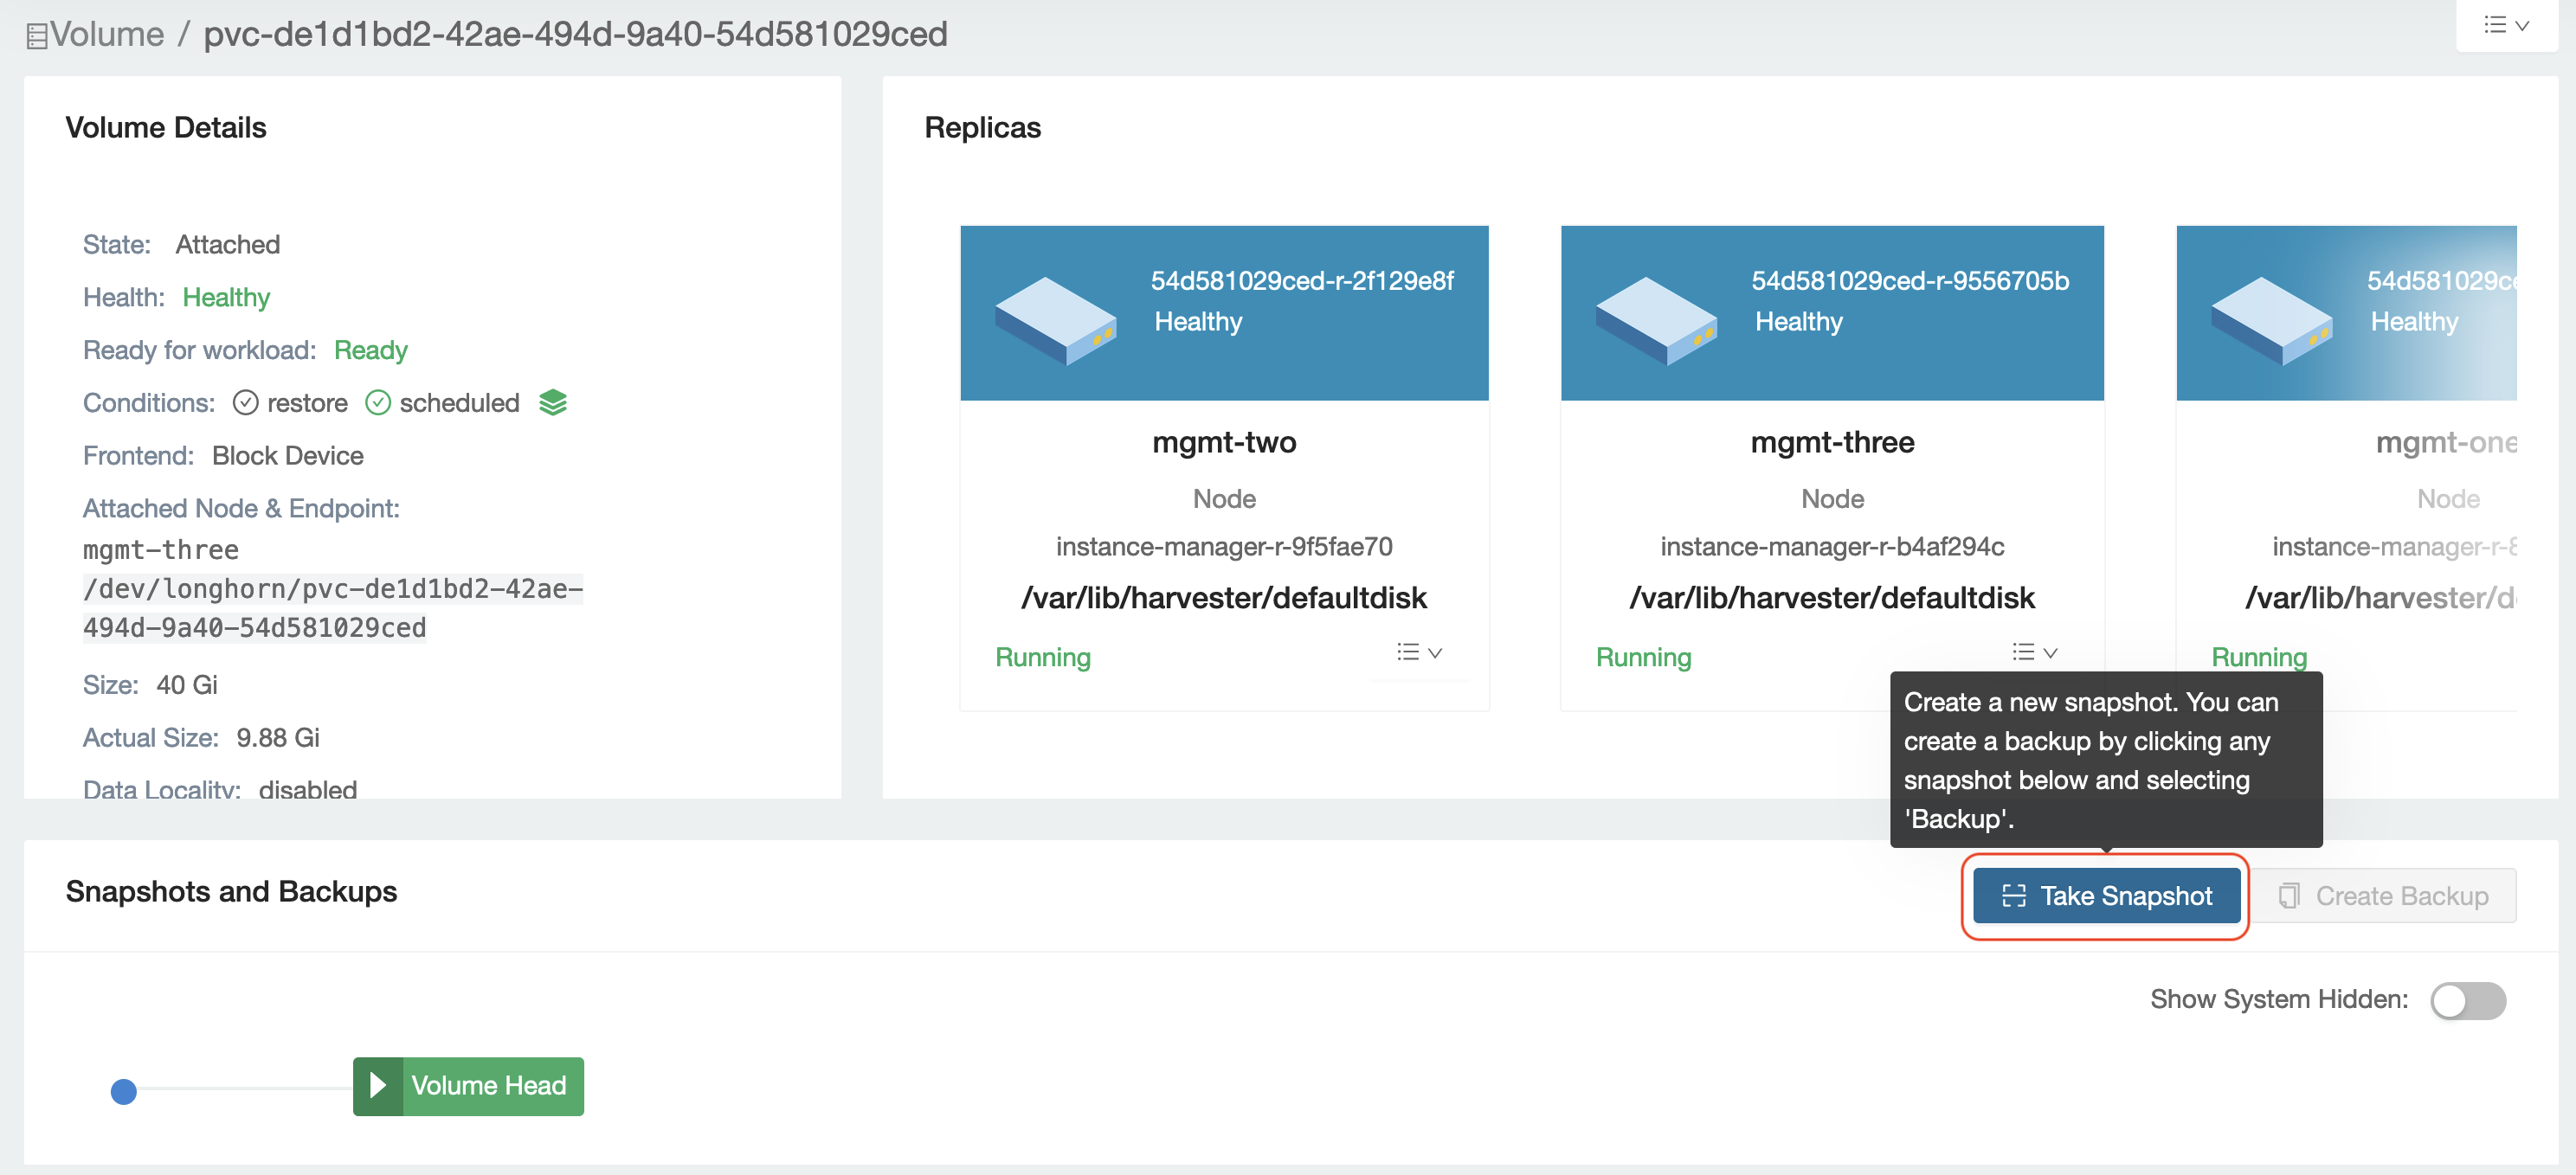 Volume / pvc-de1d1bd2-42ae-494d-9a40-54d581029ced
Volume Details
State: Attached
Health: Healthy
Ready for workload: Ready
Conditions: restore scheduled
Frontend: Block Device
Attached Node & Endpoint:
mgmt-three
/dev/longhorn/pvc-de1d1bd2-42ae-
494d-9a40-54d581029ced
Size: 40 Gi
Actual Size: 9.88 Gi
Data Locality: disabled
Replicas
54d581029ced-r-2f129e8f
Healthy
mgmt-two
Node
instance-manager-r-9f5fae70
/var/lib/harvester/defaultdisk
Running
54d581029ced-r-9556705b
Healthy
mgmt-three
Node
instance-manager-r-b4af294c
/var/lib/harvester/defaultdisk
Running
54d581029ce
Healthy
mgmt-one
Node
instance-manager-r-8
/var/lib/harvester/de
Running
Create a new snapshot. You can
create a backup by clicking any
snapshot below and selecting
'Backup'.
Snapshots and Backups
Take Snapshot
Create Backup
Show System Hidden:
Volume Head